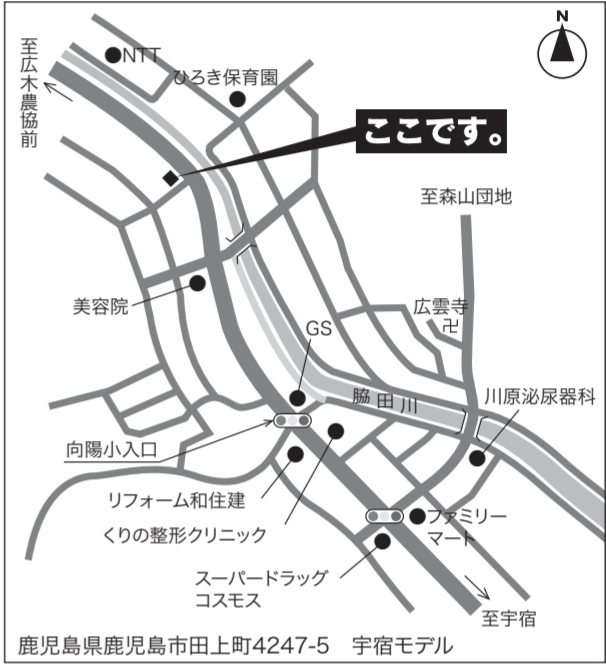 N
至広木農協前
NTT
ひろき保育園
ここです。
至森山団地
広雲寺
卍
美容院
GS
脇田川
川原泌尿器科
向陽小入口
リフォーム和住建
くりの整形クリニック
ファミリー
マート
スーパードラッグ
コスモス
至宇宿
鹿児島県鹿児島市田上町4247-5　宇宿モデル